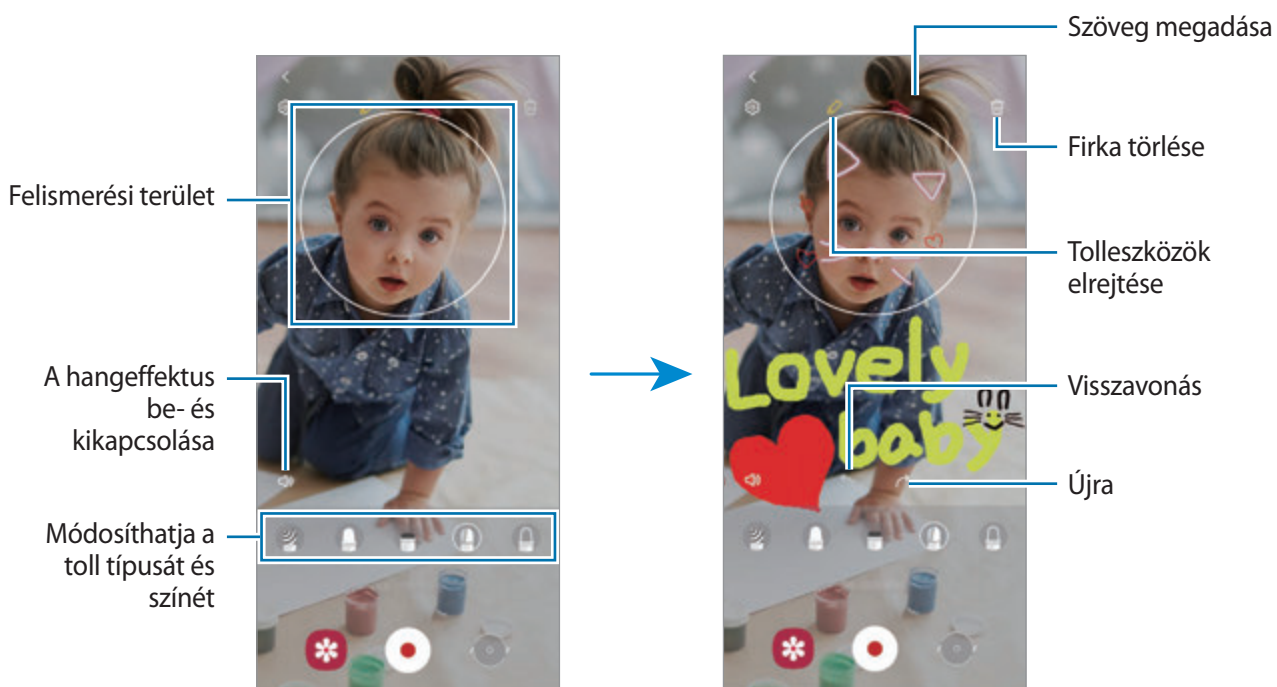 Szöveg megadása
Firka törlése
Felismerési terület
Tolleszközök
elrejtése
Lovely
baby
A hangeffektus
be- és
kikapcsolása
Visszavonás
Újra
Módosíthatja a
toll típusát és
színét